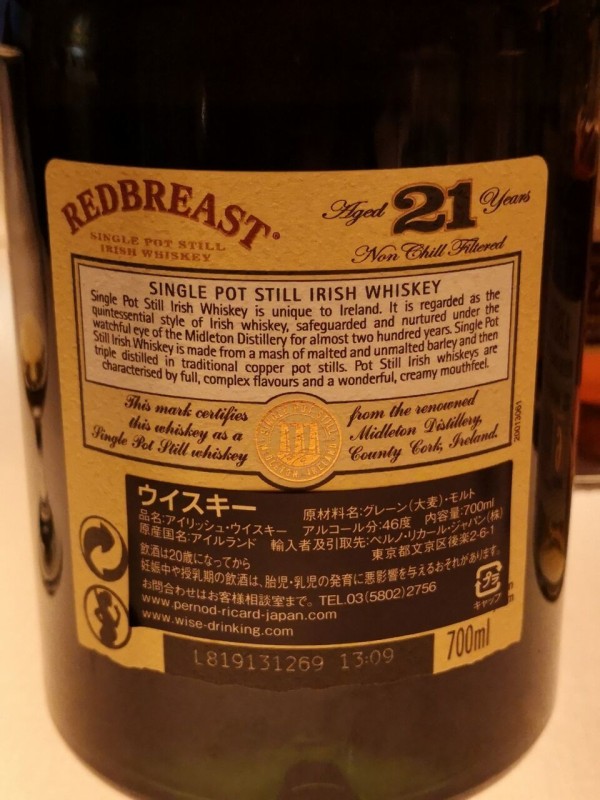 REDBREAST®
SINGLE POT STILL
IRISH WHISKEY
Aged 21 Years
Non Chill Filtered
SINGLE POT STILL IRISH WHISKEY
Single Pot Still Irish Whiskey is unique to Ireland. It is regarded as the
quintessential style of Irish whiskey, safeguarded and nurtured under the
watchful eye of the Midleton Distillery for almost two hundred years. Single Pot
Still Irish Whiskey is made from a mash of malted and unmalted barley and then
triple distilled in traditional copper pot stills. Pot Still Irish whiskeys are
characterised by full, complex flavours and a wonderful, creamy mouthfeel.
This mark certifies
this whiskey as a
Single Pot Still whiskey
from the renowned
Midleton Distillery,
County Cork, Ireland.
ウイスキー
品名:アイリッシュ・ウイスキー 原材料名:グレーン(大麦)・モルト
原産国名:アイルランド アルコール分:46度 内容量:700ml
輸入者及引取先:ペルノ・リカール・ジャパン(株)
東京都文京区後楽2-6-1
飲酒は20歳になってから
妊娠中や授乳期の飲酒は、胎児・乳児の発育に悪影響を与えるおそれがあります。
お問合わせはお客様相談室まで。TEL.03(5802)2756
www.pernod-ricard-japan.com
www.wise-drinking.com
プラ
キャップ
700ml
L819131269 13:09